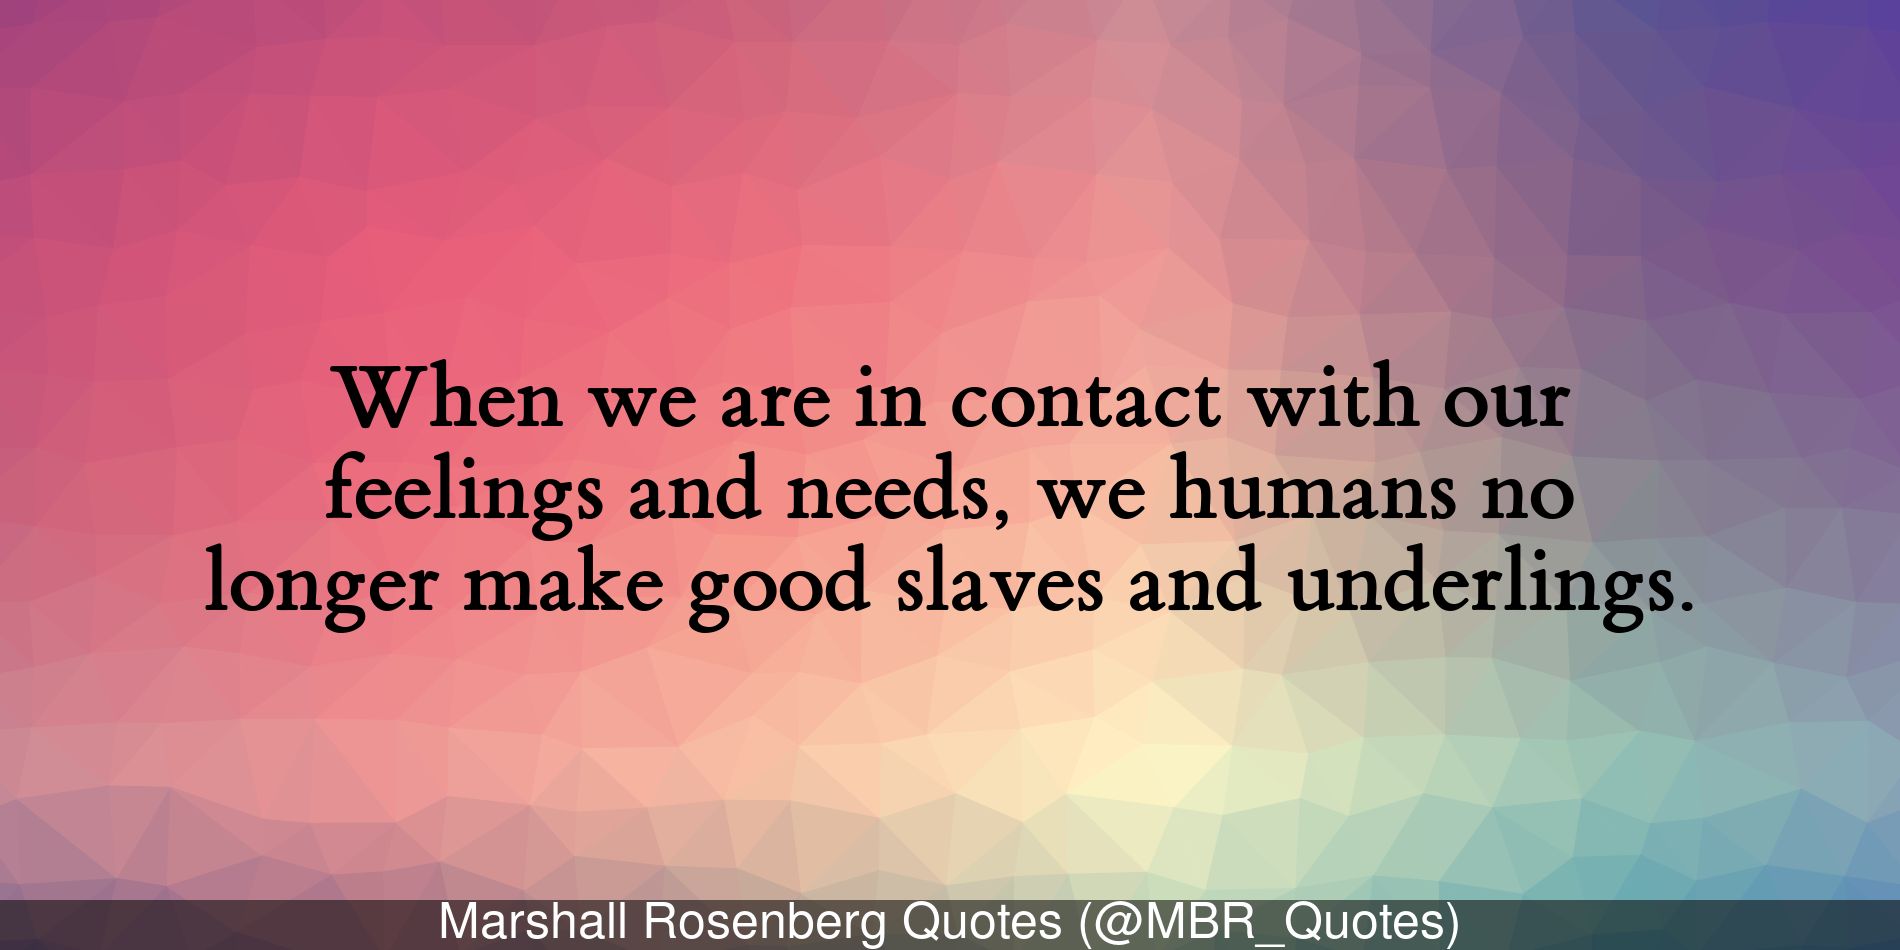 When we are in contact with our
feelings and needs, we humans no
longer make good slaves and underlings.
Marshall Rosenberg Quotes (@MBR_Quotes)